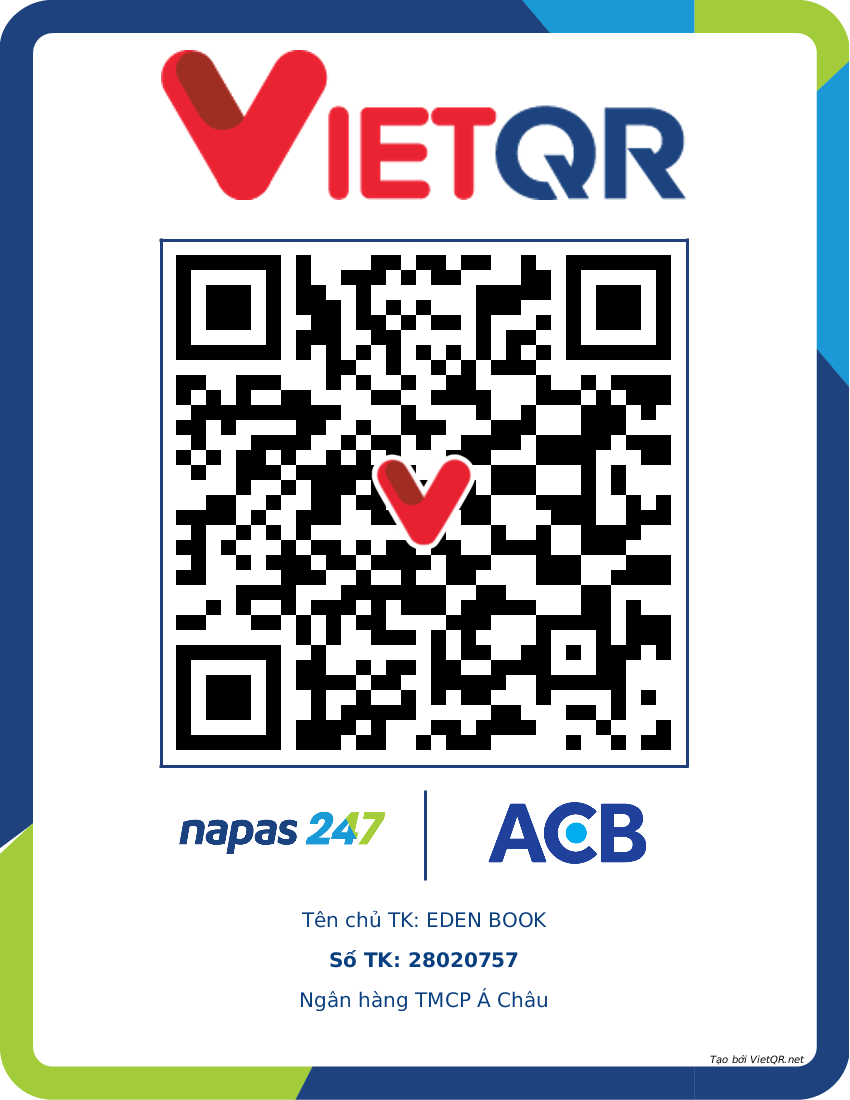 VIETQR
napas 247
ACB
Tên chủ TK: EDEN BOOK
Số TK: 28020757
Ngân hàng TMCP Á Châu
Tạo bởi VietQR.net